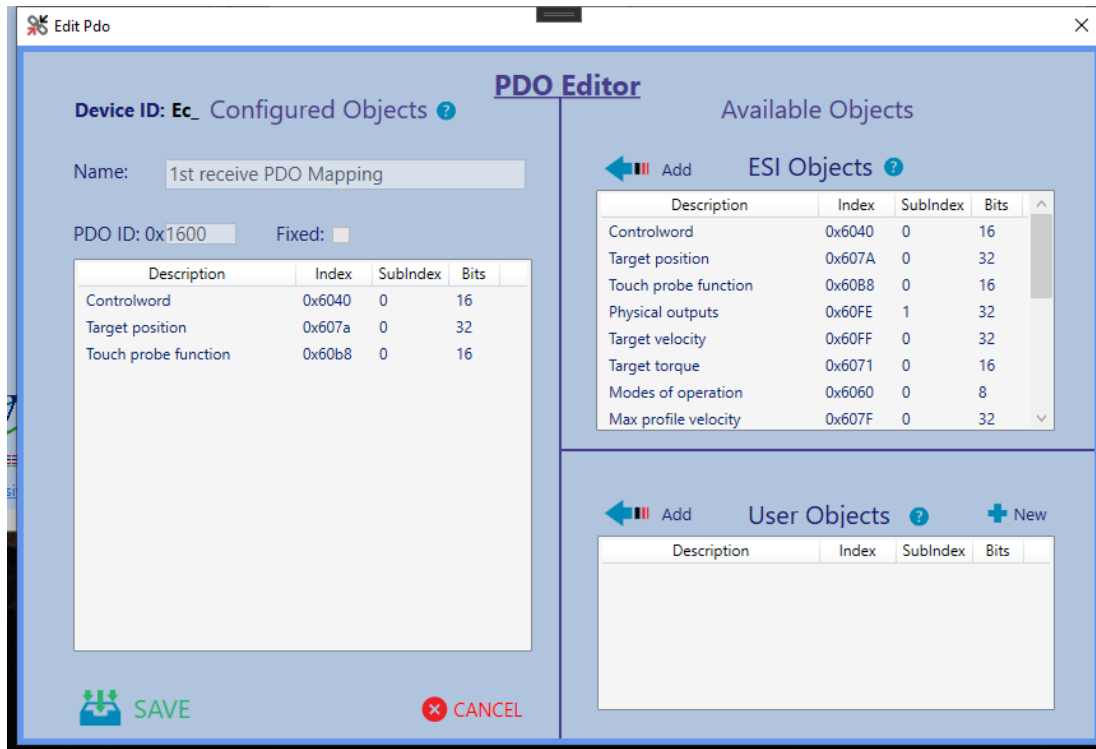 Edit Pdo
PDO Editor
Device ID: Ec_ Configured Objects ?
Name: 1st receive PDO Mapping
PDO ID: 0x1600 Fixed:
Description Index SubIndex Bits
Controlword 0x6040 0 16
Target position 0x607a 0 32
Touch probe function 0x60b8 0 16
SAVE CANCEL
Available Objects
Add ESI Objects ?
Description Index SubIndex Bits
Controlword 0x6040 0 16
Target position 0x607A 0 32
Touch probe function 0x60B8 0 16
Physical outputs 0x60FE 1 32
Target velocity 0x60FF 0 32
Target torque 0x6071 0 16
Modes of operation 0x6060 0 8
Max profile velocity 0x607F 0 32
Add User Objects ? New
Description Index SubIndex Bits